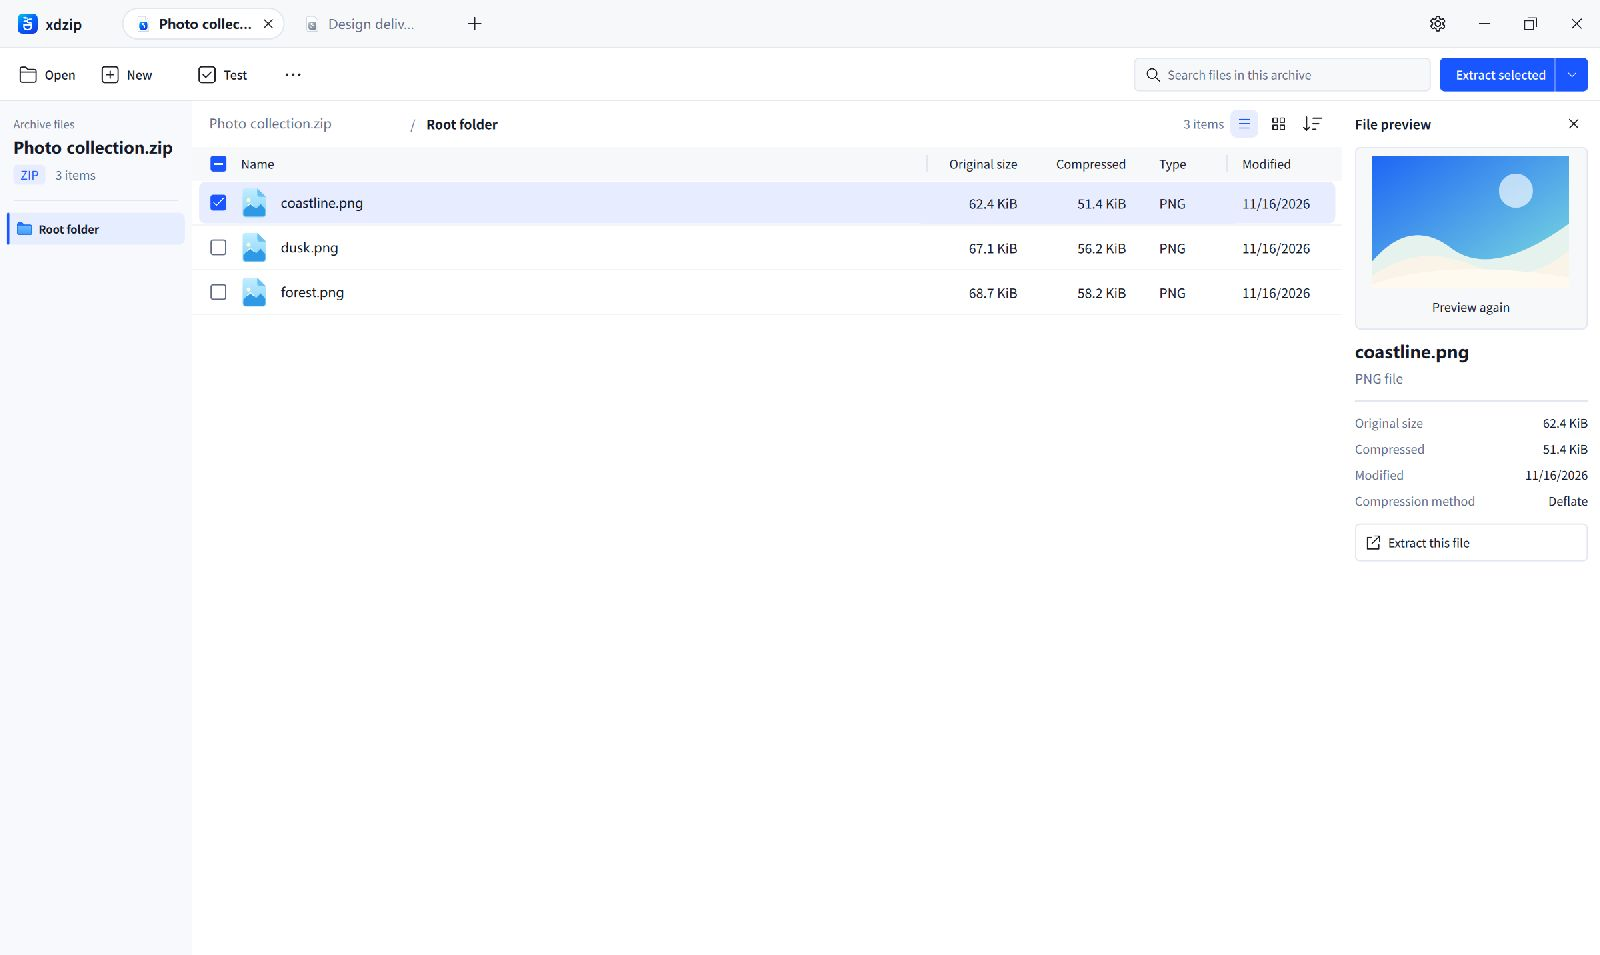 xdzip
Photo collec...
Design deliv...
Open
New
Test
Search files in this archive
Extract selected
Archive files
Photo collection.zip
ZIP
3 items
Root folder
Photo collection.zip / Root folder
3 items
Name Original size Compressed Type Modified
coastline.png 62.4 KiB 51.4 KiB PNG 11/16/2026
dusk.png 67.1 KiB 56.2 KiB PNG 11/16/2026
forest.png 68.7 KiB 58.2 KiB PNG 11/16/2026
File preview
Preview again
coastline.png
PNG file
Original size 62.4 KiB
Compressed 51.4 KiB
Modified 11/16/2026
Compression method Deflate
Extract this file